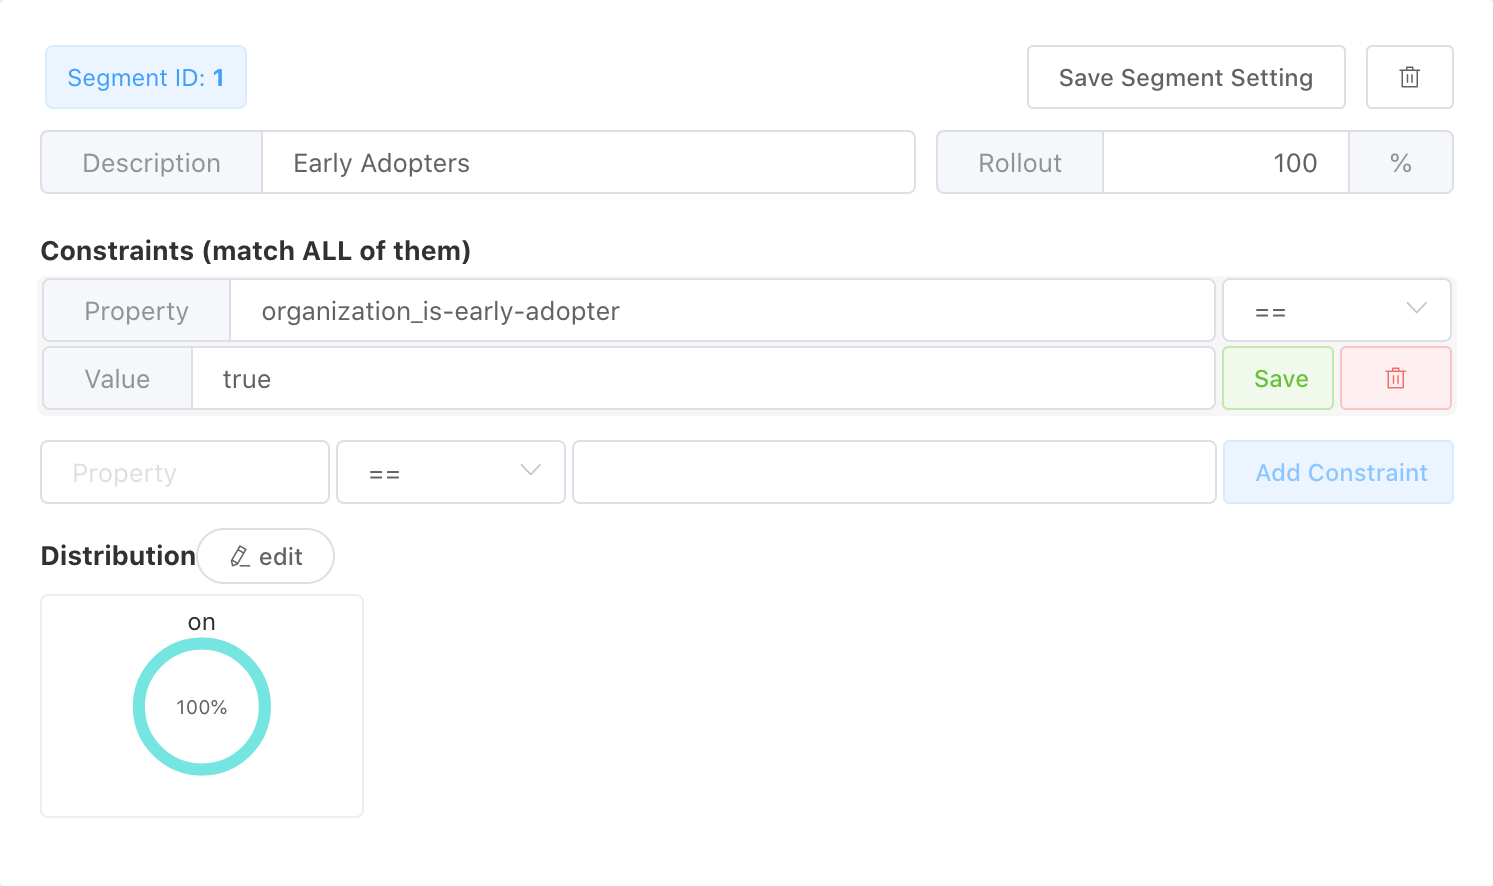 Segment ID: 1
Save Segment Setting
Description Early Adopters
Rollout 100 %
Constraints (match ALL of them)
Property organization_is-early-adopter ==
Value true Save
Property == Add Constraint
Distribution edit
on
100%